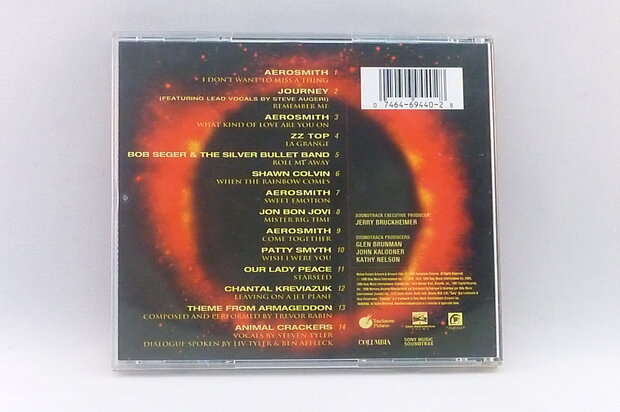 AEROSMITH 1
I DON'T WANT TO MISS A THING
JOURNEY 2
(FEATURING LEAD VOCALS BY STEVE AUGERI)
REMEMBER ME
AEROSMITH 3
WHAT KIND OF LOVE ARE YOU ON
ZZ TOP 4
LA GRANGE
BOB SEGER & THE SILVER BULLET BAND 5
ROLL ME AWAY
SHAWN COLVIN 6
WHEN THE RAINBOW COMES
AEROSMITH 7
SWEET EMOTION
JON BON JOVI 8
MISTER BIG TIME
AEROSMITH 9
COME TOGETHER
PATTY SMYTH 10
WISH I WERE YOU
OUR LADY PEACE 11
STARSEED
CHANTAL KREVIAZUK 12
LEAVING ON A JET PLANE
THEME FROM ARMAGEDDON 13
COMPOSED AND PERFORMED BY TREVOR RABIN
ANIMAL CRACKERS 14
VOCALS BY STEVEN TYLER
DIALOGUE SPOKEN BY LIV TYLER & BEN AFFLECK
0 7464-69440-2 8
SOUNDTRACK EXECUTIVE PRODUCER
JERRY BRUCKHEIMER
SOUNDTRACK PRODUCERS
GLEN BRUNMAN
JOHN KALODNER
KATHY NELSON
Touchstone
Pictures
COLUMBIA
SONY MUSIC
SOUNDTRAX